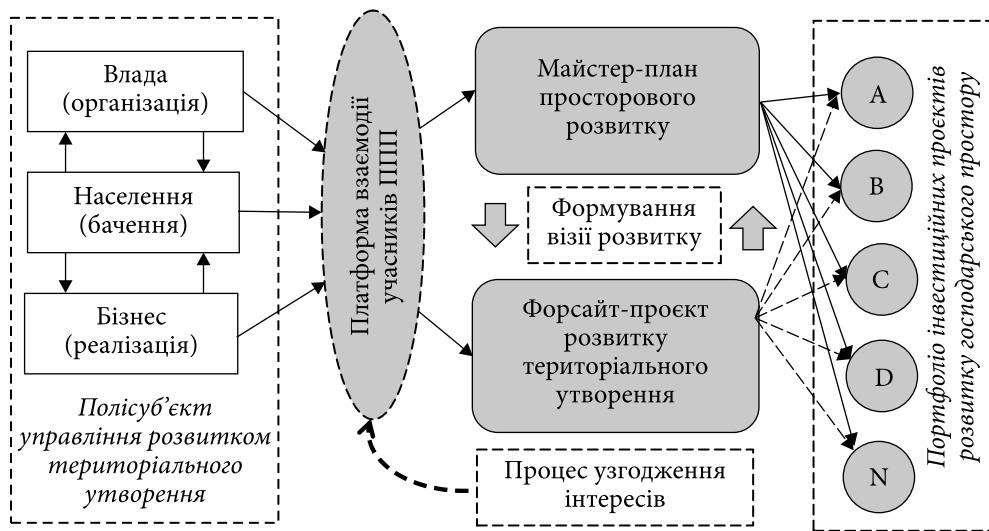 Влада
(організація)
Населення
(бачення)
Бізнес
(реалізація)
Полісуб’єкт
управління розвитком
територіального
утворення
Платформа взаємодії
учасників ППП
Майстер-план
просторового
розвитку
Формування
візії розвитку
Форсайт-проєкт
розвитку
територіального
утворення
Процес узгодження
інтересів
A
B
C
D
N
Портфоліо інвестиційних проєктів
розвитку господарського простору